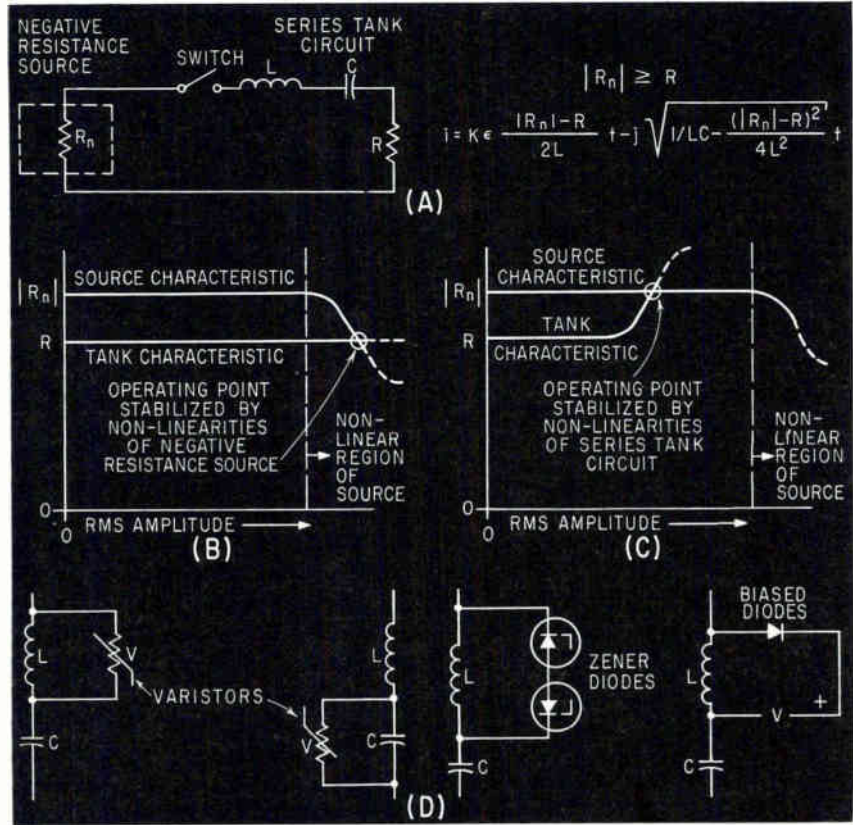 NEGATIVE
RESISTANCE
SOURCE
SERIES TANK
CIRCUIT
SWITCH
L
C
Rn
R
|Rn| ≥ R
i = K ϵ |Rn|-R / 2L t - j √ 1/LC - (|Rn|-R)² / 4L² t
(A)
|Rn|
SOURCE CHARACTERISTIC
R
TANK CHARACTERISTIC
OPERATING POINT
STABILIZED BY
NON-LINEARITIES
OF NEGATIVE
RESISTANCE SOURCE
NON-
LINEAR
REGION
OF
SOURCE
0
0
RMS AMPLITUDE
(B)
SOURCE
CHARACTERISTIC
|Rn|
R
TANK
CHARACTERISTIC
OPERATING POINT
STABILIZED BY
NON-LINEARITIES
OF SERIES TANK
CIRCUIT
NON-
LINEAR
REGION
OF
SOURCE
0
0
RMS AMPLITUDE
(C)
L
V
C
VARISTORS
L
V
C
L
ZENER
DIODES
C
BIASED
DIODES
L
+
V
C
(D)